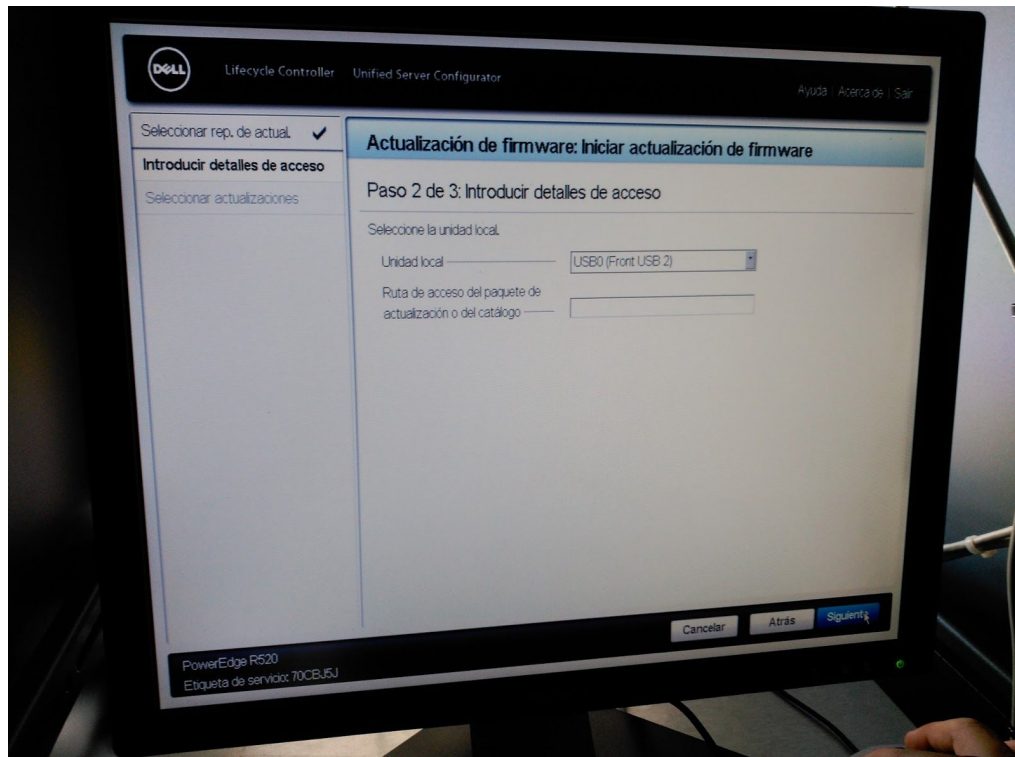 DELL
Lifecycle Controller Unified Server Configurator
Ayuda | Acerca de | Salir
Seleccionar rep. de actual.
Introducir detalles de acceso
Seleccionar actualizaciones
Actualización de firmware: Iniciar actualización de firmware
Paso 2 de 3: Introducir detalles de acceso
Seleccione la unidad local.
Unidad local
USB0 (Front USB 2)
Ruta de acceso del paquete de
actualización o del catálogo
Cancelar
Atrás
Siguiente
PowerEdge R520
Etiqueta de servicio: 70CBJ5J